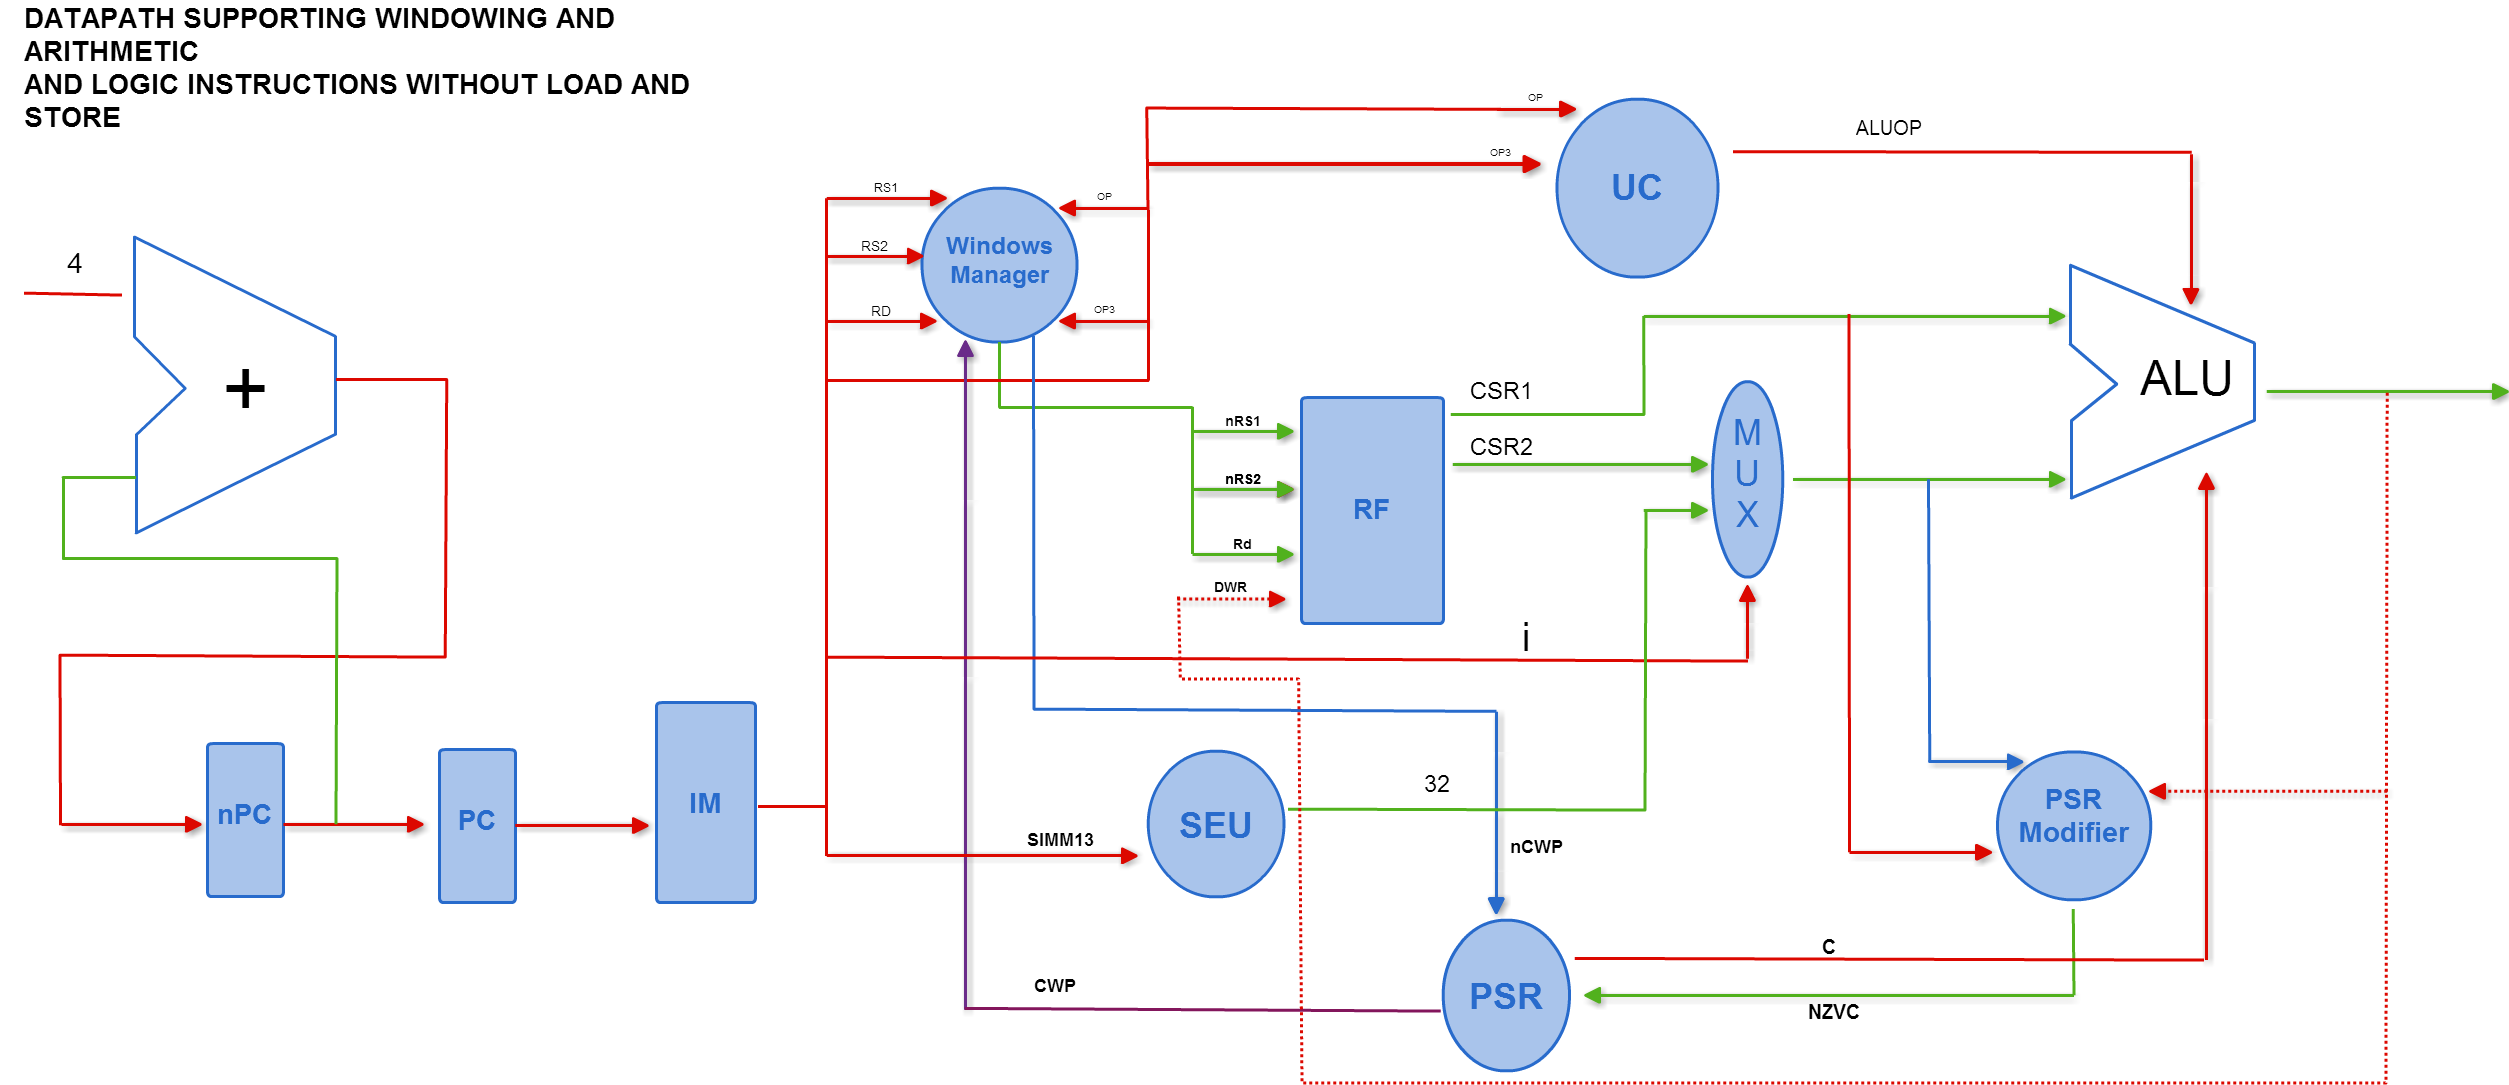 DATAPATH SUPPORTING WINDOWING AND
ARITHMETIC
AND LOGIC INSTRUCTIONS WITHOUT LOAD AND
STORE
OP
OP3
UC
ALUOP
RS1
RS2
RD
Windows
Manager
OP
OP3
4
+
ALU
CSR1
CSR2
nRS1
nRS2
Rd
DWR
RF
M
U
X
i
nPC
PC
IM
SIMM13
SEU
32
nCWP
PSR
Modifier
C
NZVC
CWP
PSR